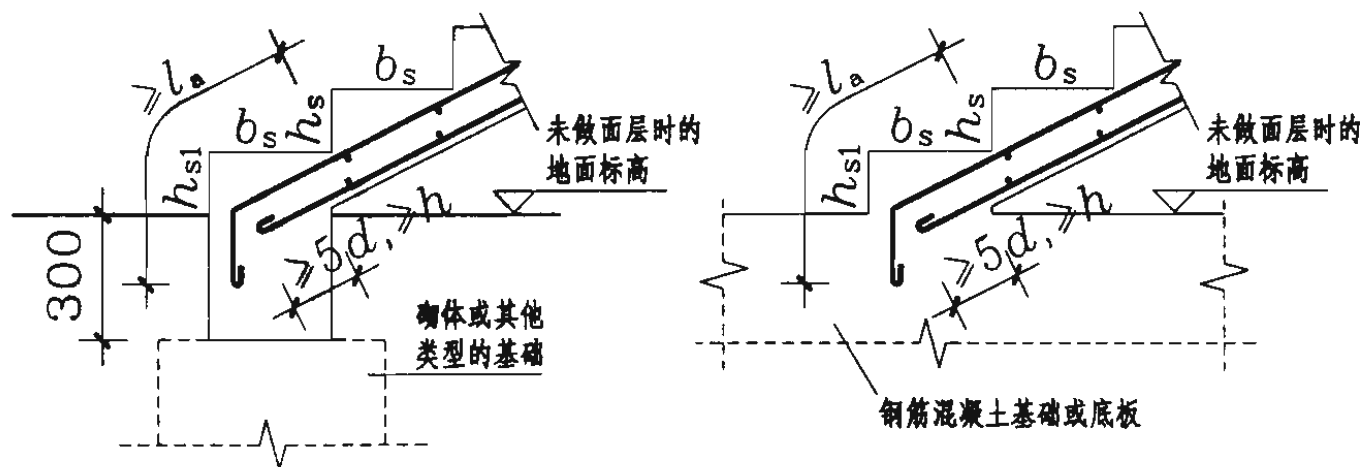 ≥la
bs
bs
hs
hs1
未做面层时的
地面标高
300
≥5d,≥h
砌体或其他
类型的基础
≥la
bs
bs
hs
hs1
未做面层时的
地面标高
≥5d,≥h
钢筋混凝土基础或底板